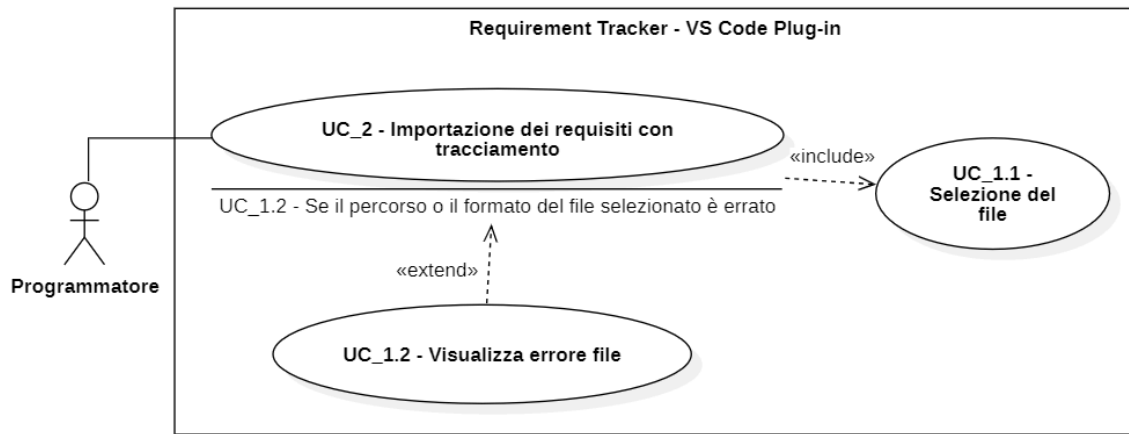 Requirement Tracker - VS Code Plug-in
UC_2 - Importazione dei requisiti con
tracciamento
«include»
UC_1.1 -
Selezione del
file
UC_1.2 - Se il percorso o il formato del file selezionato è errato
«extend»
Programmatore
UC_1.2 - Visualizza errore file